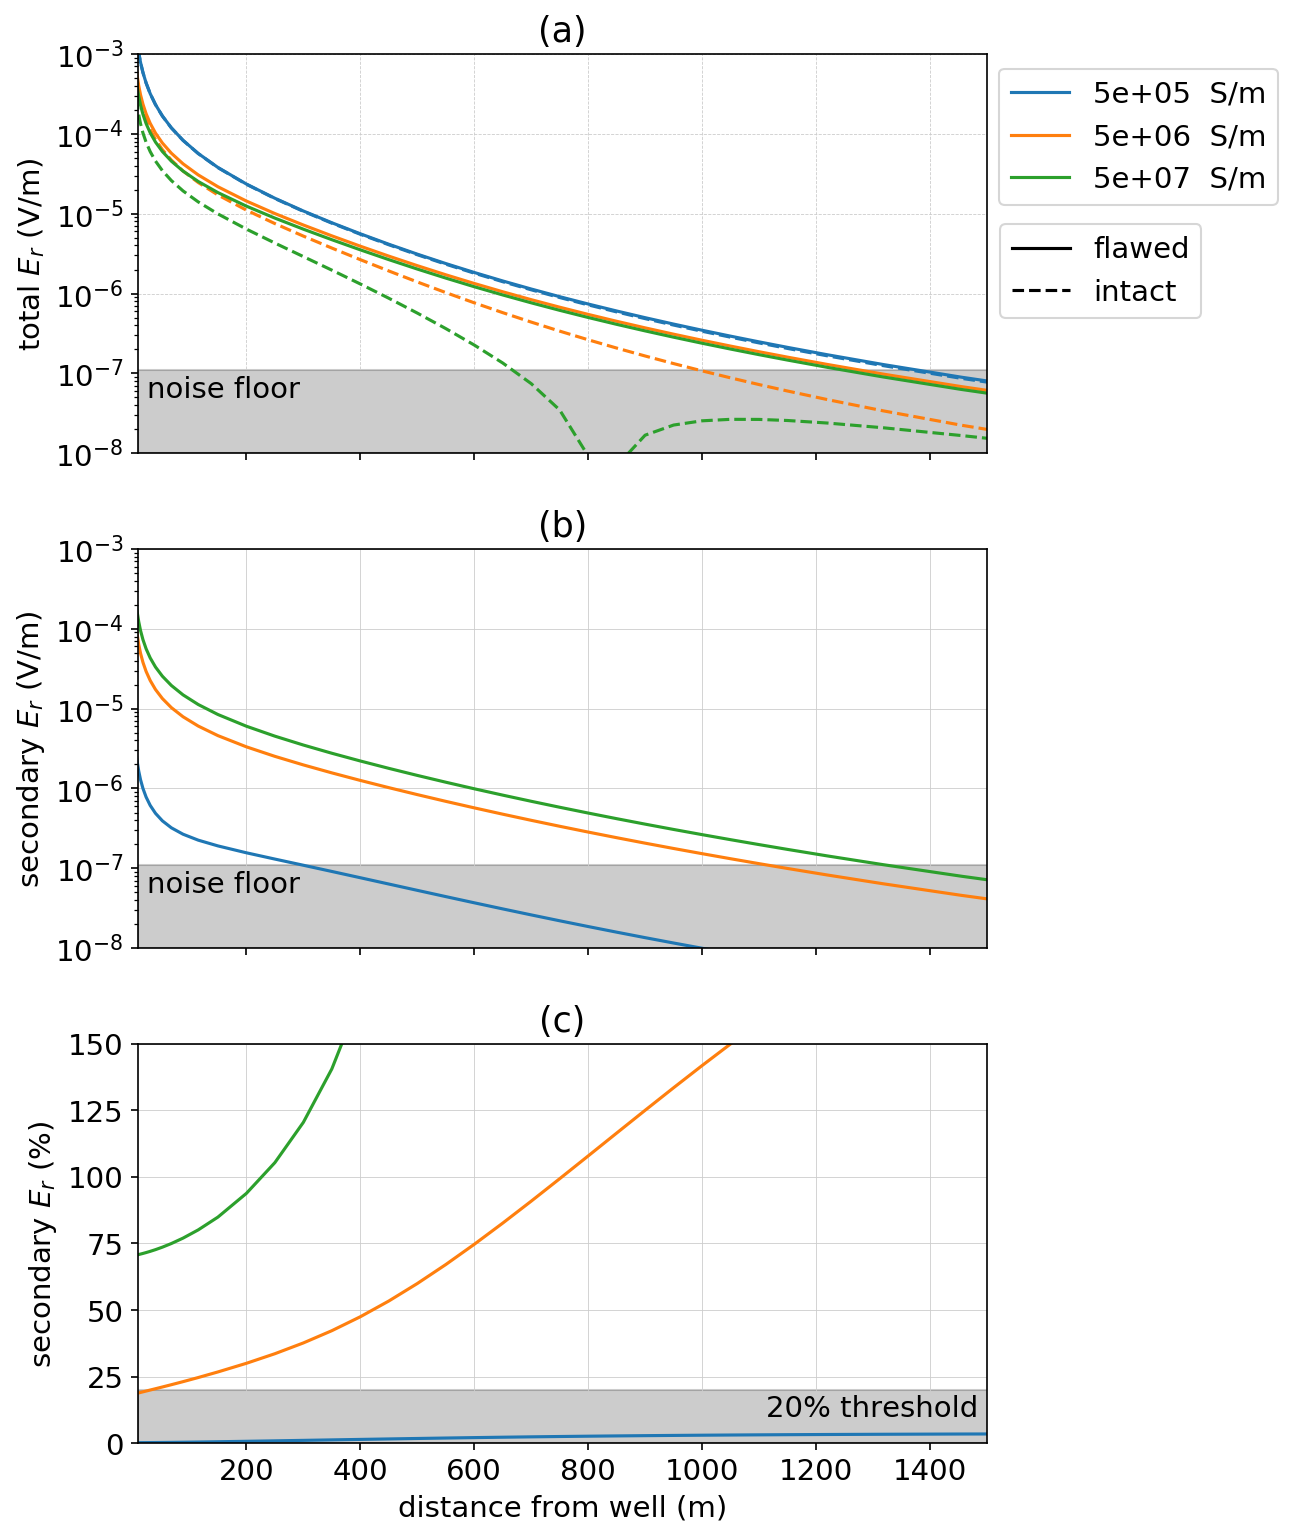 (a)
10⁻³
10⁻⁴
10⁻⁵
10⁻⁶
10⁻⁷
10⁻⁸
total Eᵣ (V/m)
noise floor
5e+05 S/m
5e+06 S/m
5e+07 S/m
flawed
intact
(b)
10⁻³
10⁻⁴
10⁻⁵
10⁻⁶
10⁻⁷
10⁻⁸
secondary Eᵣ (V/m)
noise floor
(c)
150
125
100
75
50
25
0
secondary Eᵣ (%)
20% threshold
200 400 600 800 1000 1200 1400
distance from well (m)